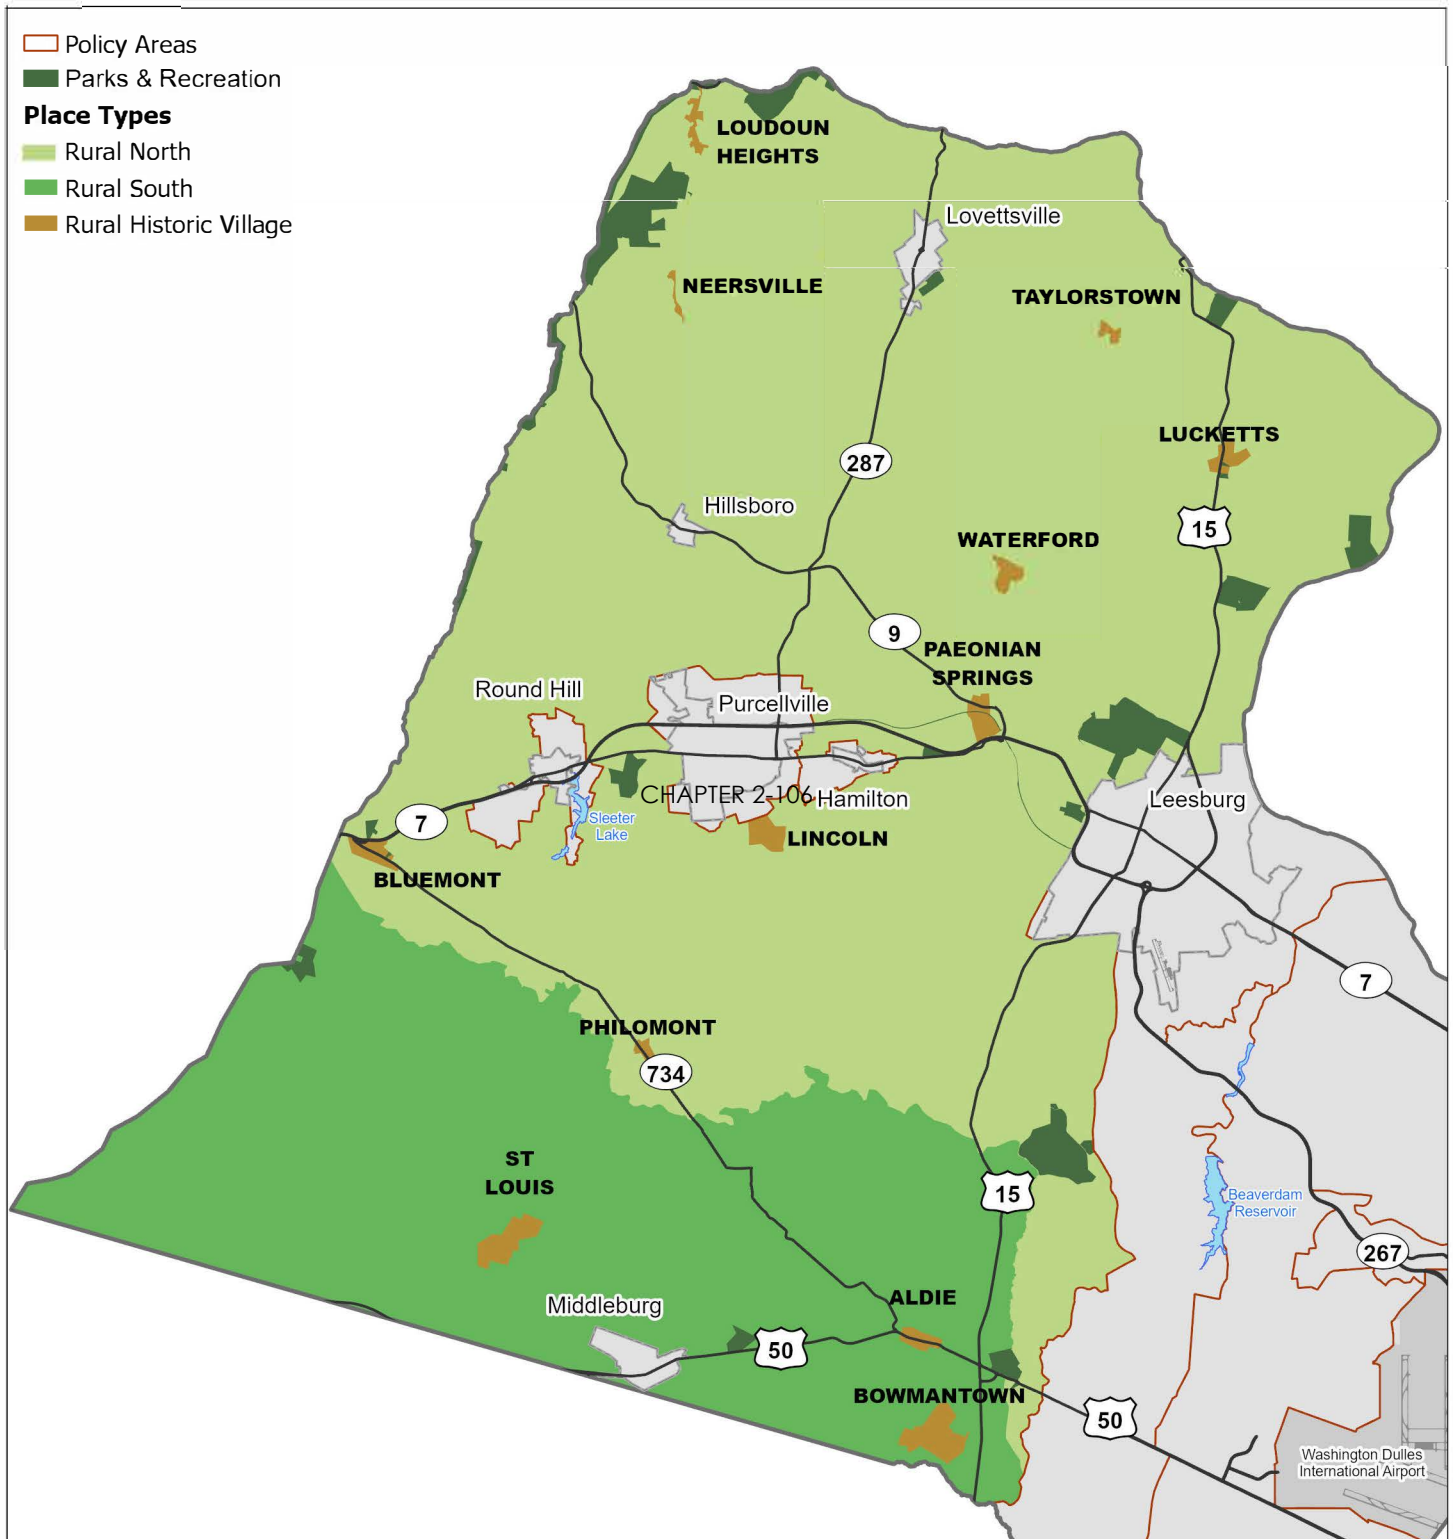 Policy Areas
Parks & Recreation
Place Types
Rural North
Rural South
Rural Historic Village
LOUDOUN
HEIGHTS
Lovettsville
NEERSVILLE
TAYLORSTOWN
LUCKETTS
287
Hillsboro
15
WATERFORD
9
PAEONIAN
SPRINGS
Round Hill
Purcellville
CHAPTER 2-106
Hamilton
Leesburg
7
Sleeter
Lake
LINCOLN
BLUEMONT
7
PHILOMONT
734
ST
LOUIS
15
Beaverdam
Reservoir
267
ALDIE
Middleburg
50
BOWMANTOWN
50
Washington Dulles
International Airport